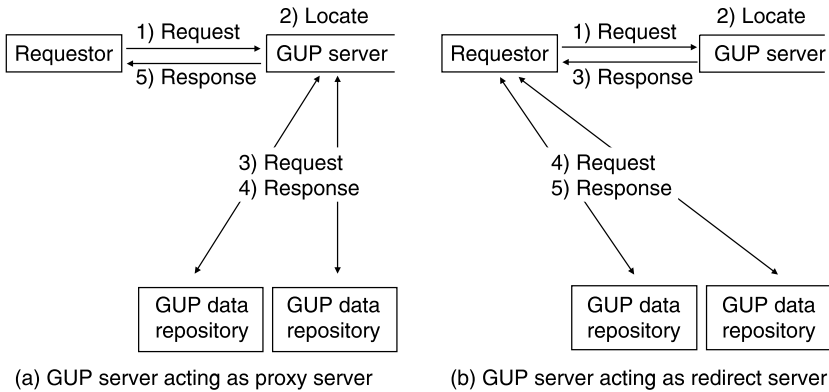 2) Locate
1) Request
Requestor
GUP server
5) Response
3) Request
4) Response
GUP data
repository
GUP data
repository
(a) GUP server acting as proxy server
2) Locate
1) Request
Requestor
GUP server
3) Response
4) Request
5) Response
GUP data
repository
GUP data
repository
(b) GUP server acting as redirect server